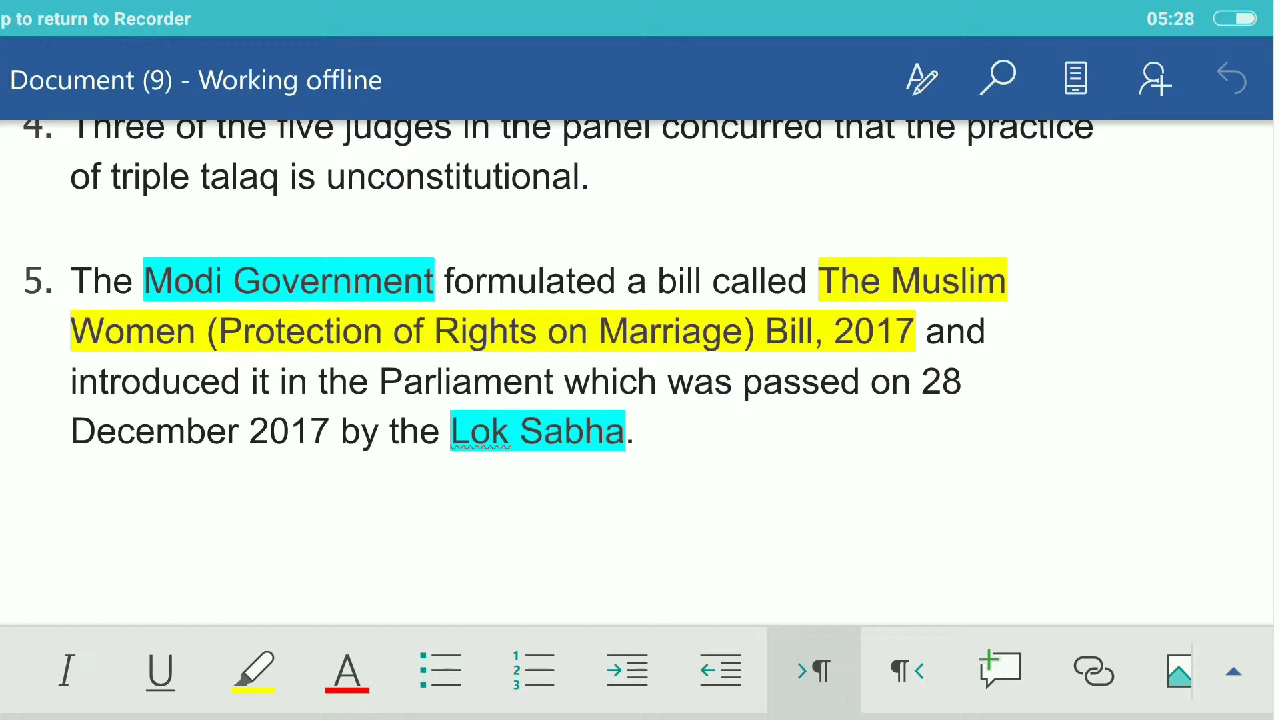 p to return to Recorder 05:28
Document (9) - Working offline
4. Three of the five judges in the panel concurred that the practice
of triple talaq is unconstitutional.
5. The Modi Government formulated a bill called The Muslim
Women (Protection of Rights on Marriage) Bill, 2017 and
introduced it in the Parliament which was passed on 28
December 2017 by the Lok Sabha.